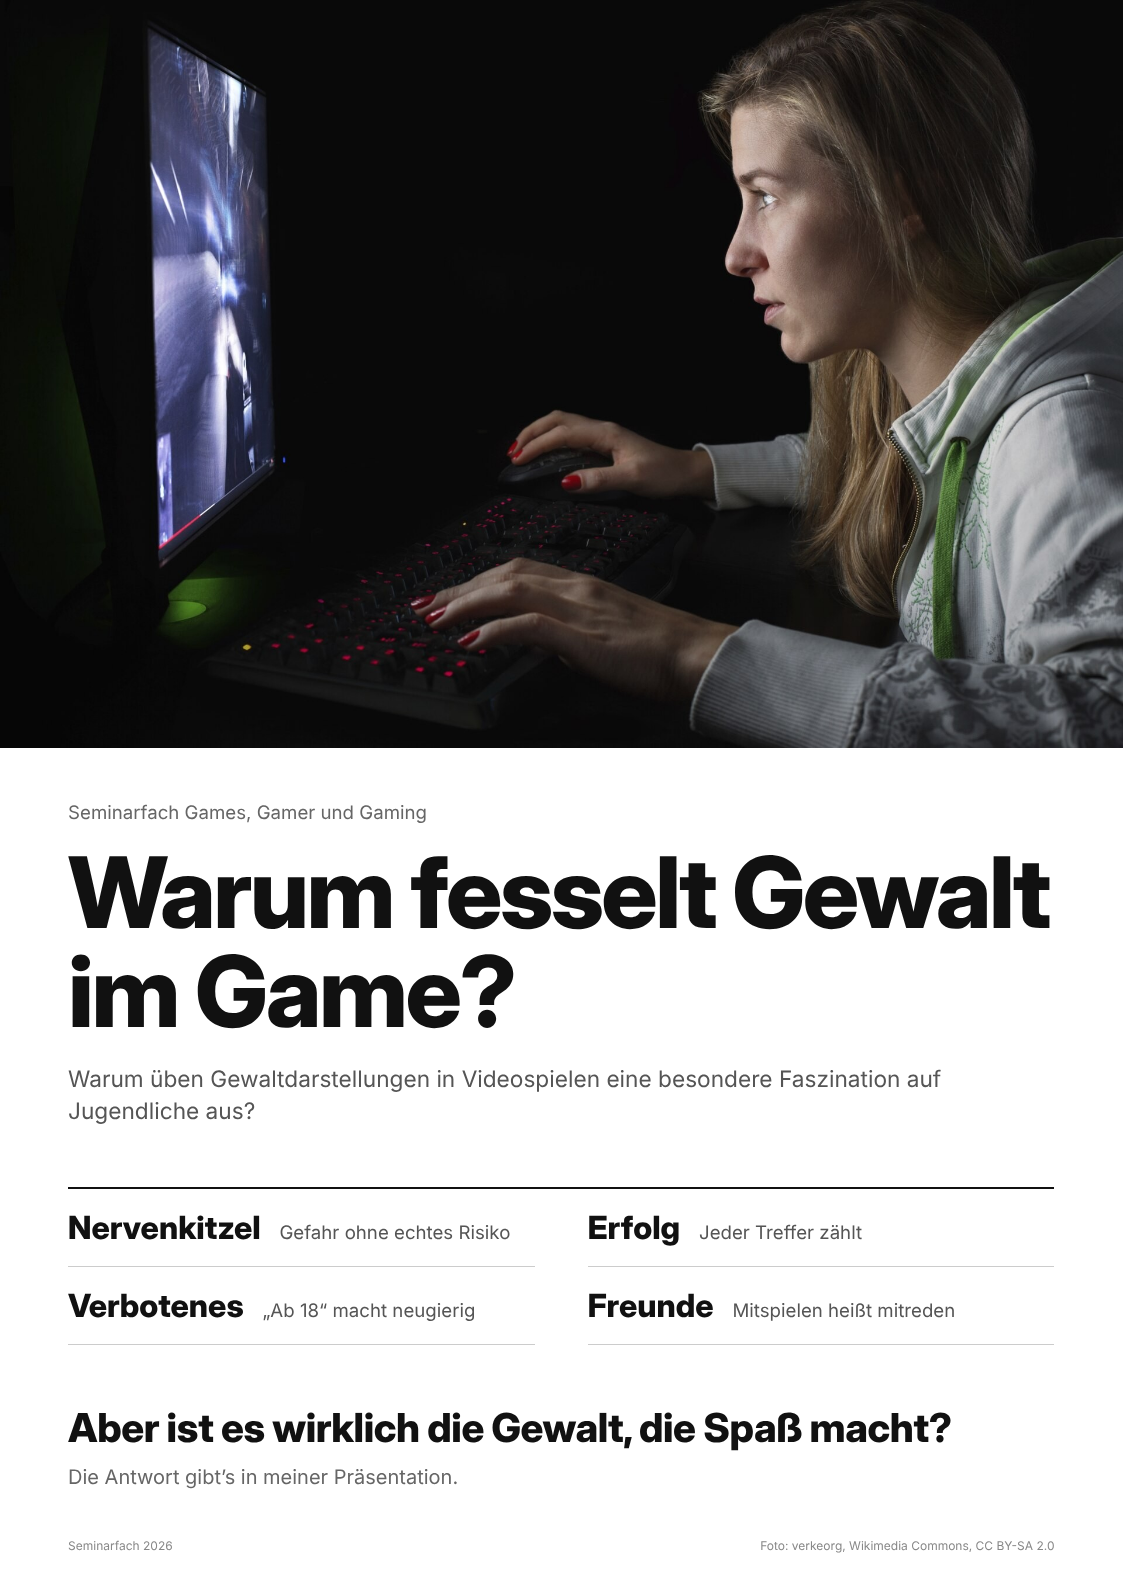 Seminarfach Games, Gamer und Gaming
Warum fesselt Gewalt
im Game?
Warum üben Gewaltdarstellungen in Videospielen eine besondere Faszination auf
Jugendliche aus?
Nervenkitzel Gefahr ohne echtes Risiko
Erfolg Jeder Treffer zählt
Verbotenes „Ab 18“ macht neugierig
Freunde Mitspielen heißt mitreden
Aber ist es wirklich die Gewalt, die Spaß macht?
Die Antwort gibt’s in meiner Präsentation.
Seminarfach 2026
Foto: verkeorg, Wikimedia Commons, CC BY-SA 2.0